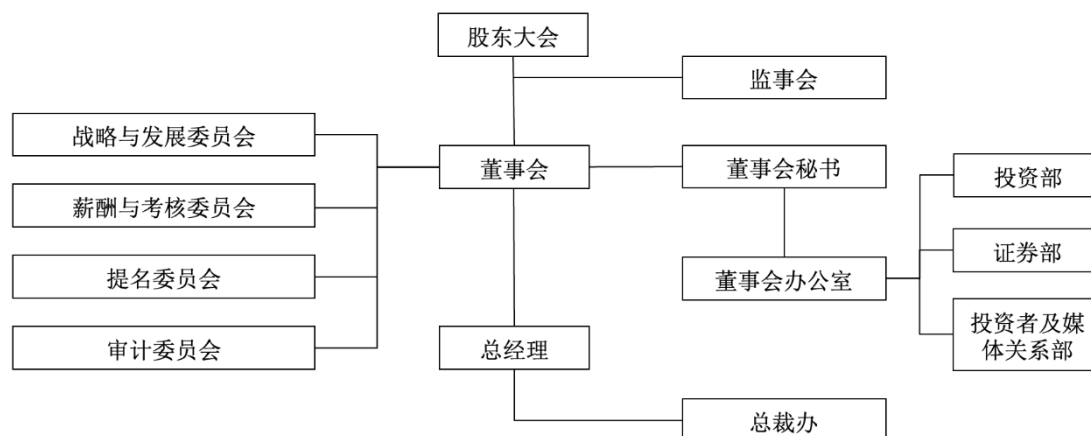 股东大会
监事会
战略与发展委员会
董事会
董事会秘书
投资部
薪酬与考核委员会
证券部
提名委员会
董事会办公室
投资者及媒
体关系部
审计委员会
总经理
总裁办